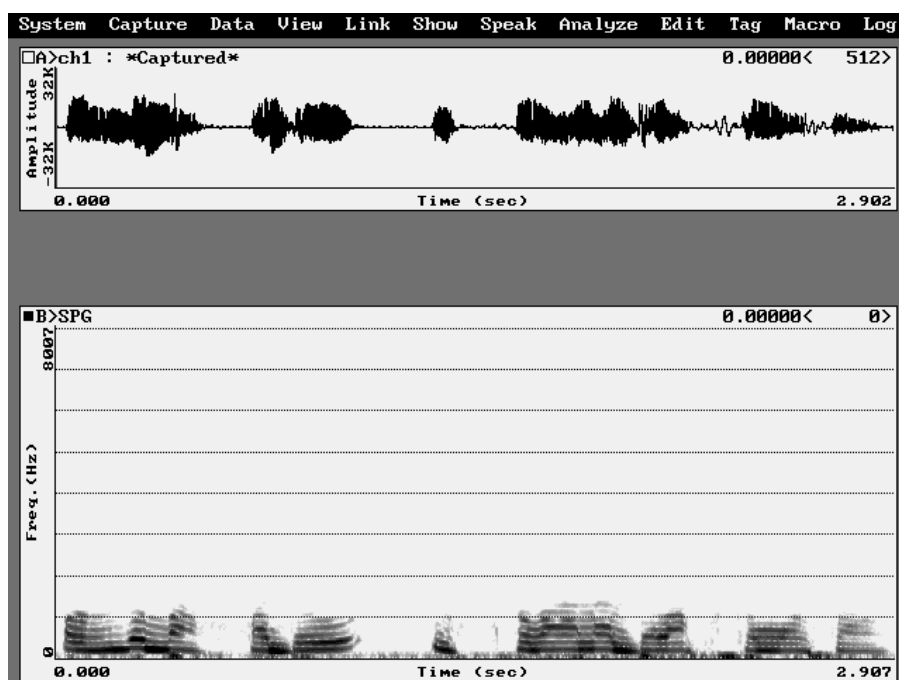 System Capture Data View Link Show Speak Analyze Edit Tag Macro Log
□A>ch1 : *Captured* 0.00000< 512>
Amplitude
32K
-32K
0.000 Time (sec) 2.902
■B>SPG 0.00000< 0>
8007
Freq.(Hz)
0
0.000 Time (sec) 2.907